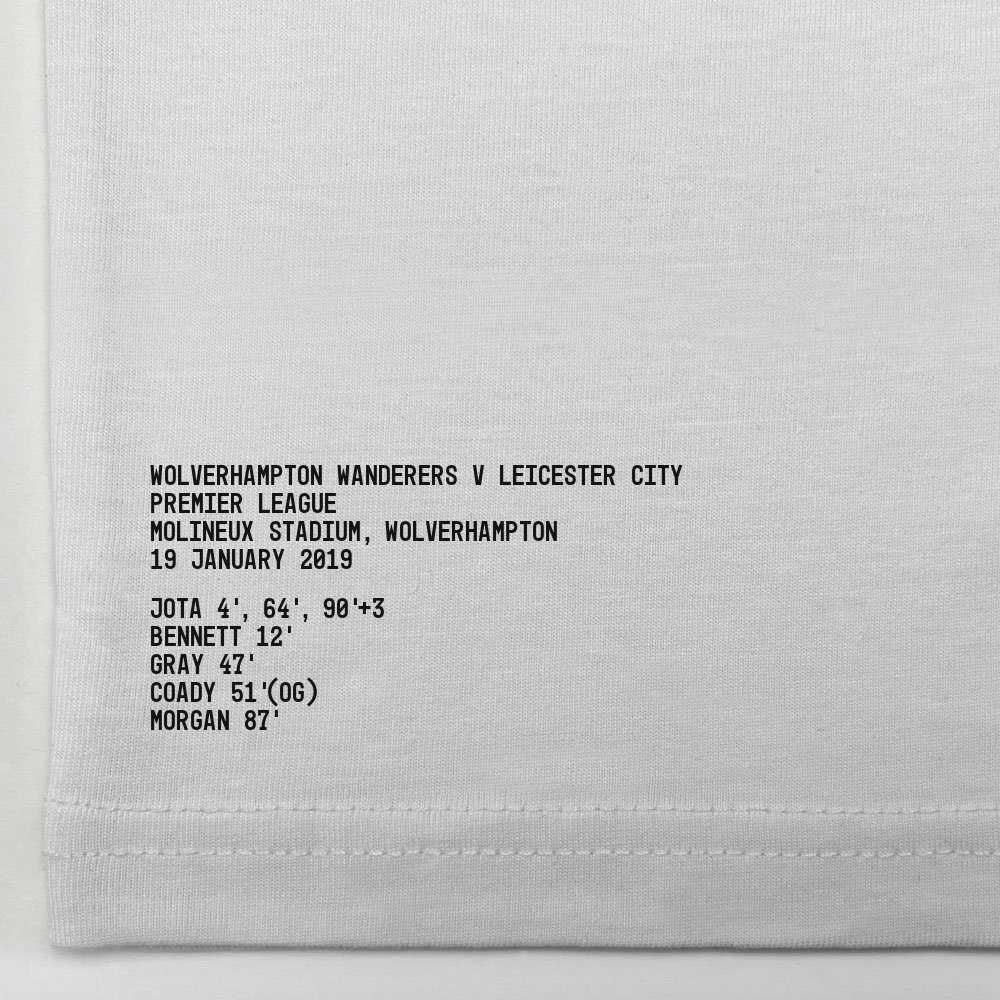 WOLVERHAMPTON WANDERERS V LEICESTER CITY
PREMIER LEAGUE
MOLINEUX STADIUM, WOLVERHAMPTON
19 JANUARY 2019
JOTA 4', 64', 90'+3
BENNETT 12'
GRAY 47'
COADY 51'(OG)
MORGAN 87'